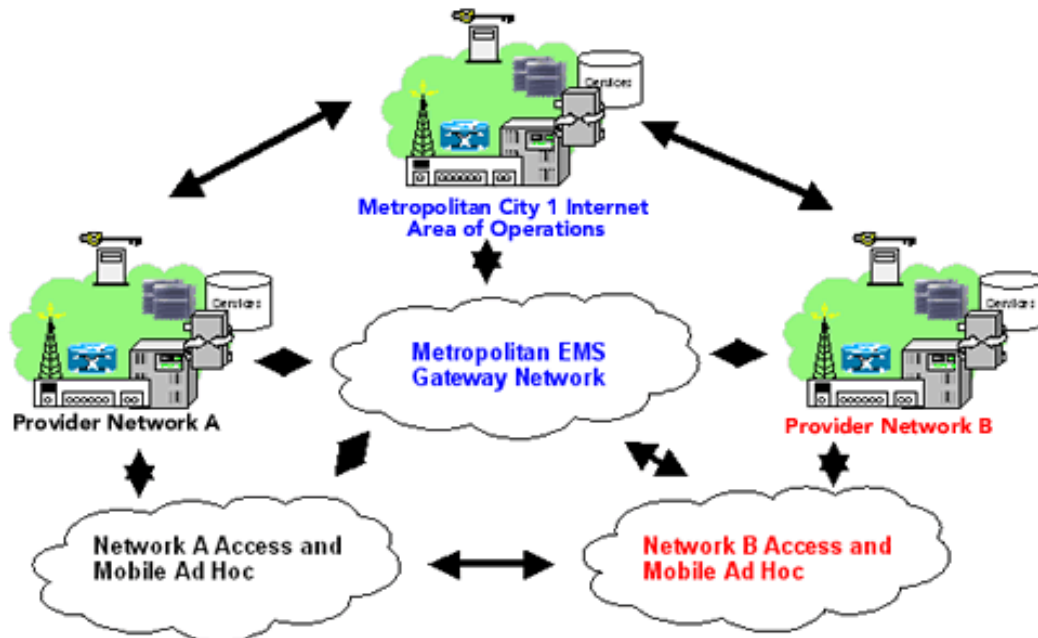 Metropolitan City 1 Internet
Area of Operations
Metropolitan EMS
Gateway Network
Provider Network A
Provider Network B
Network A Access and
Mobile Ad Hoc
Network B Access and
Mobile Ad Hoc